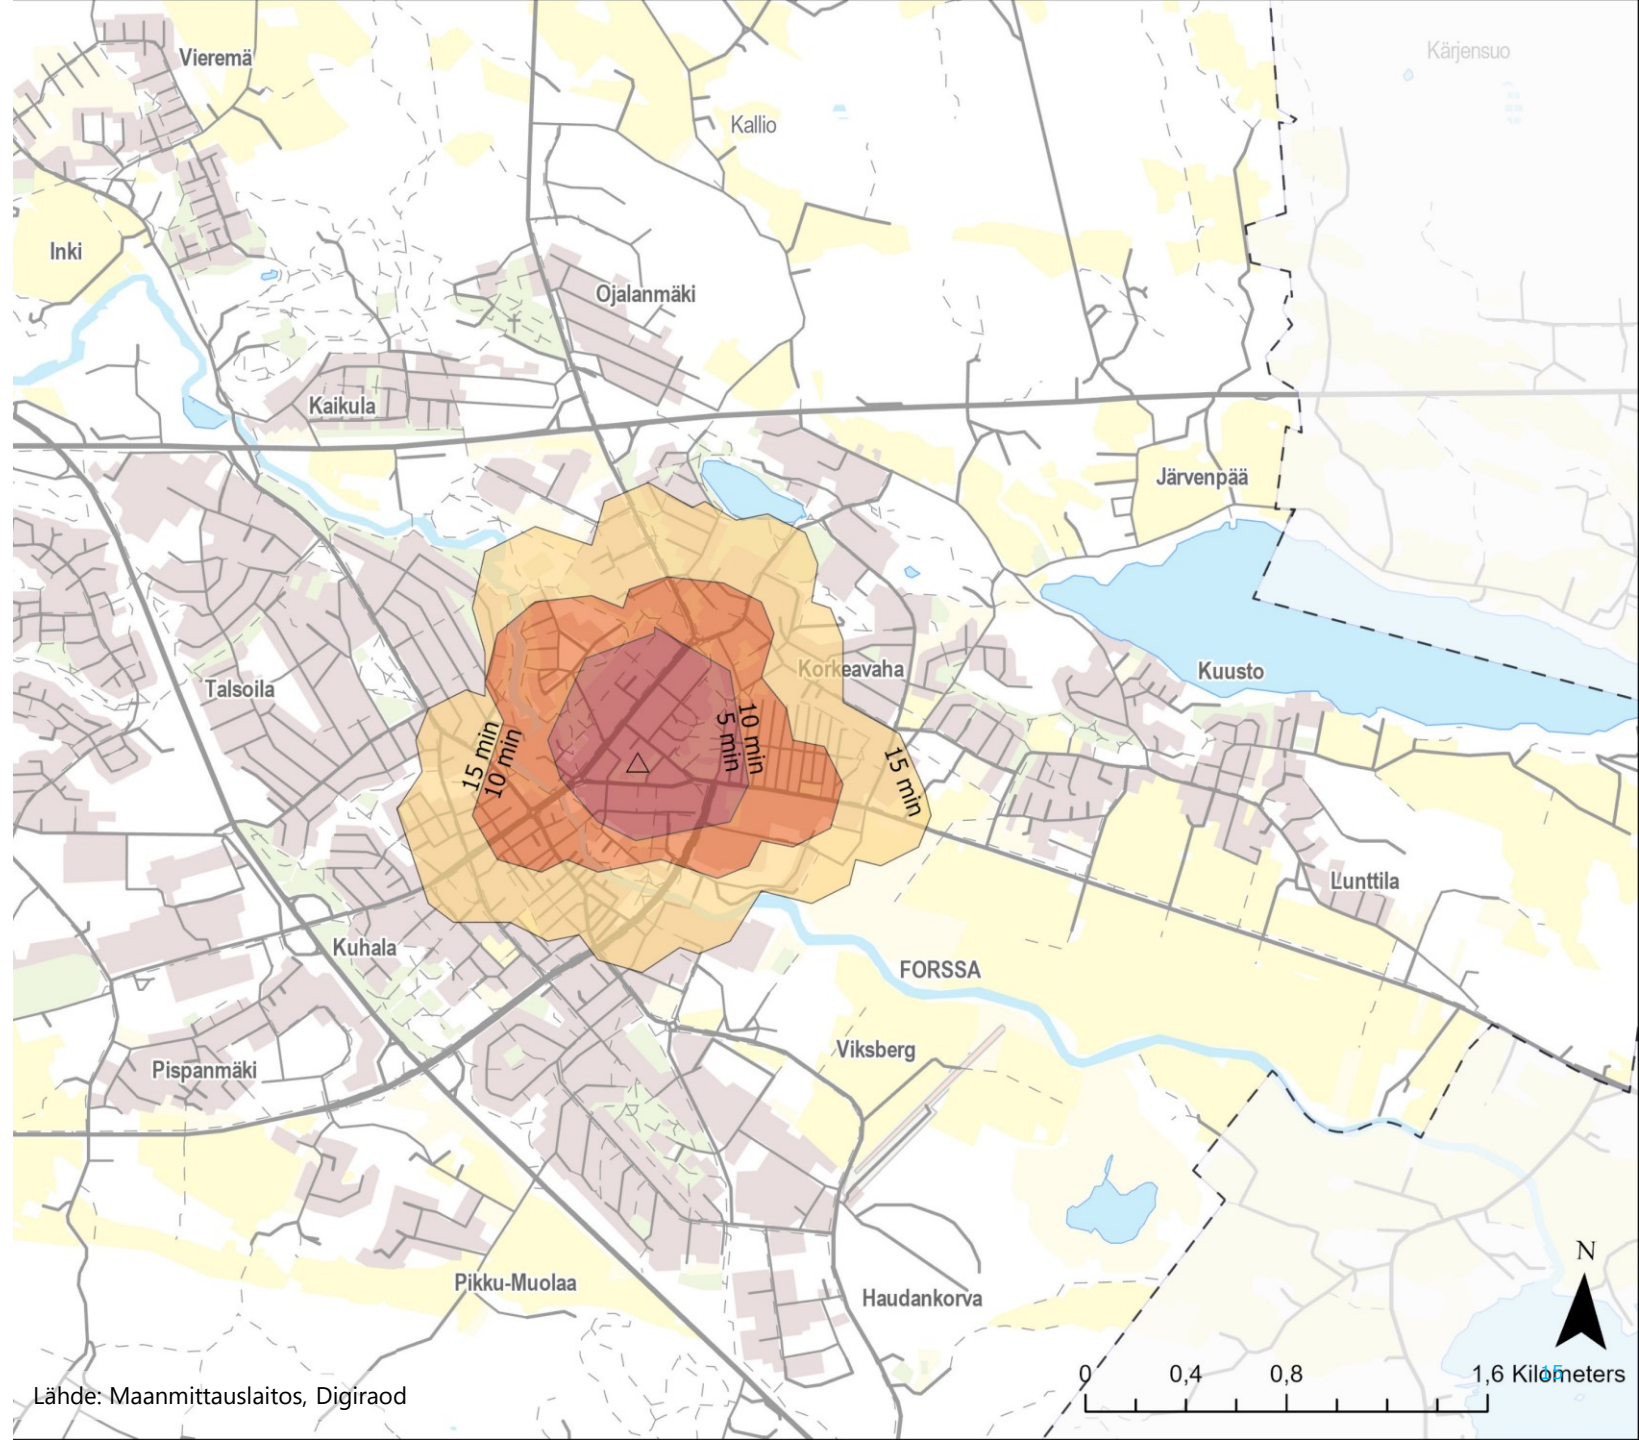 Kärjensuo
Vieremä
Kallio
Inki
Ojalanmäki
Kaikula
Järvenpää
Korkeavaha
Kuusto
Talsoila
15 min
10 min
5 min
10 min
15 min
Lunttila
Kuhala
FORSSA
Viksberg
Pispanmäki
N
Pikku-Muolaa
Haudankorva
0 0,4 0,8 1,6 Kilometers
15
Lähde: Maanmittauslaitos, Digiraod